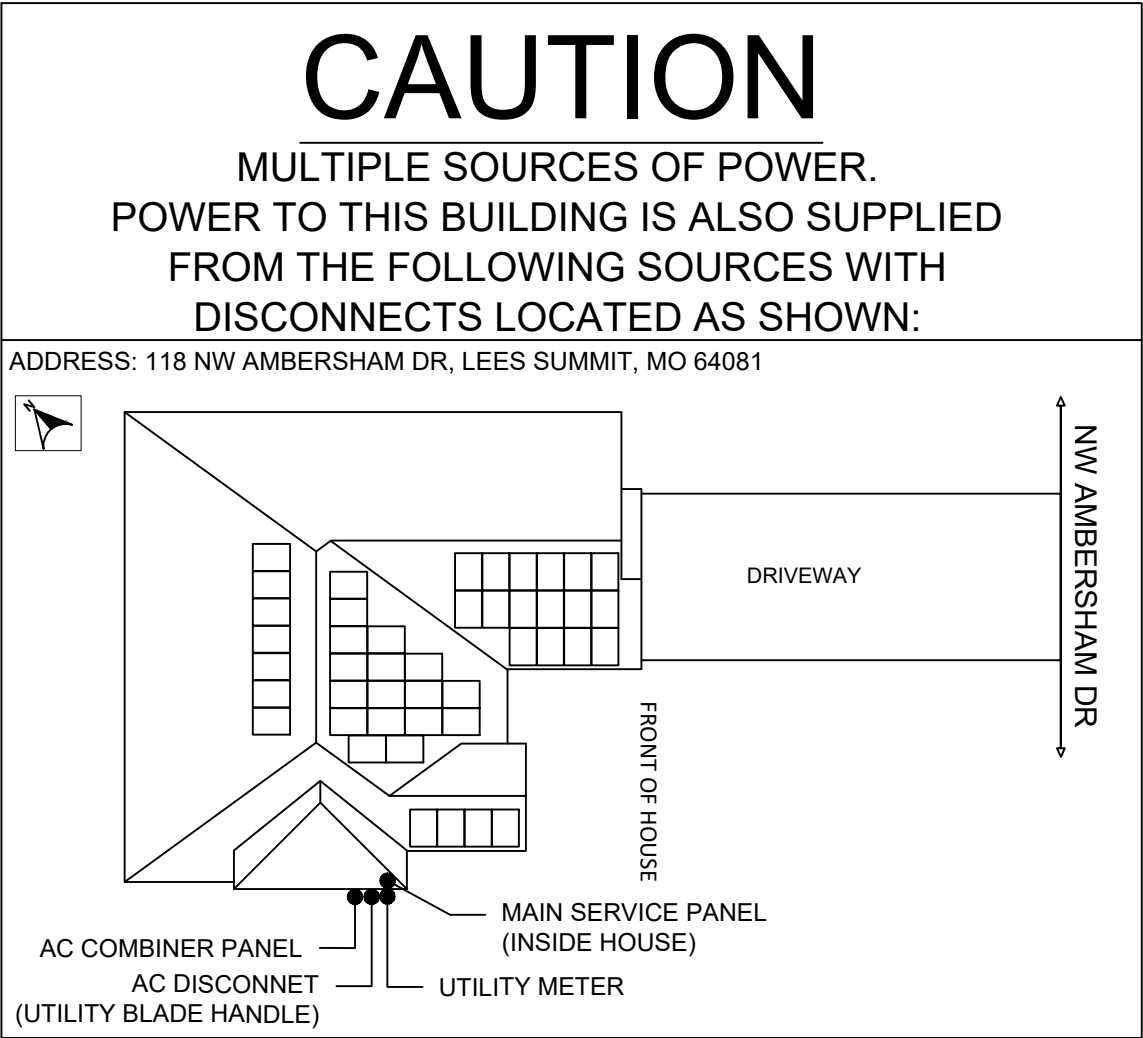 CAUTION
MULTIPLE SOURCES OF POWER.
POWER TO THIS BUILDING IS ALSO SUPPLIED
FROM THE FOLLOWING SOURCES WITH
DISCONNECTS LOCATED AS SHOWN:
ADDRESS: 118 NW AMBERSHAM DR, LEES SUMMIT, MO 64081
N
NW AMBERSHAM DR
DRIVEWAY
FRONT OF HOUSE
MAIN SERVICE PANEL
(INSIDE HOUSE)
AC COMBINER PANEL
AC DISCONNET
(UTILITY BLADE HANDLE)
UTILITY METER